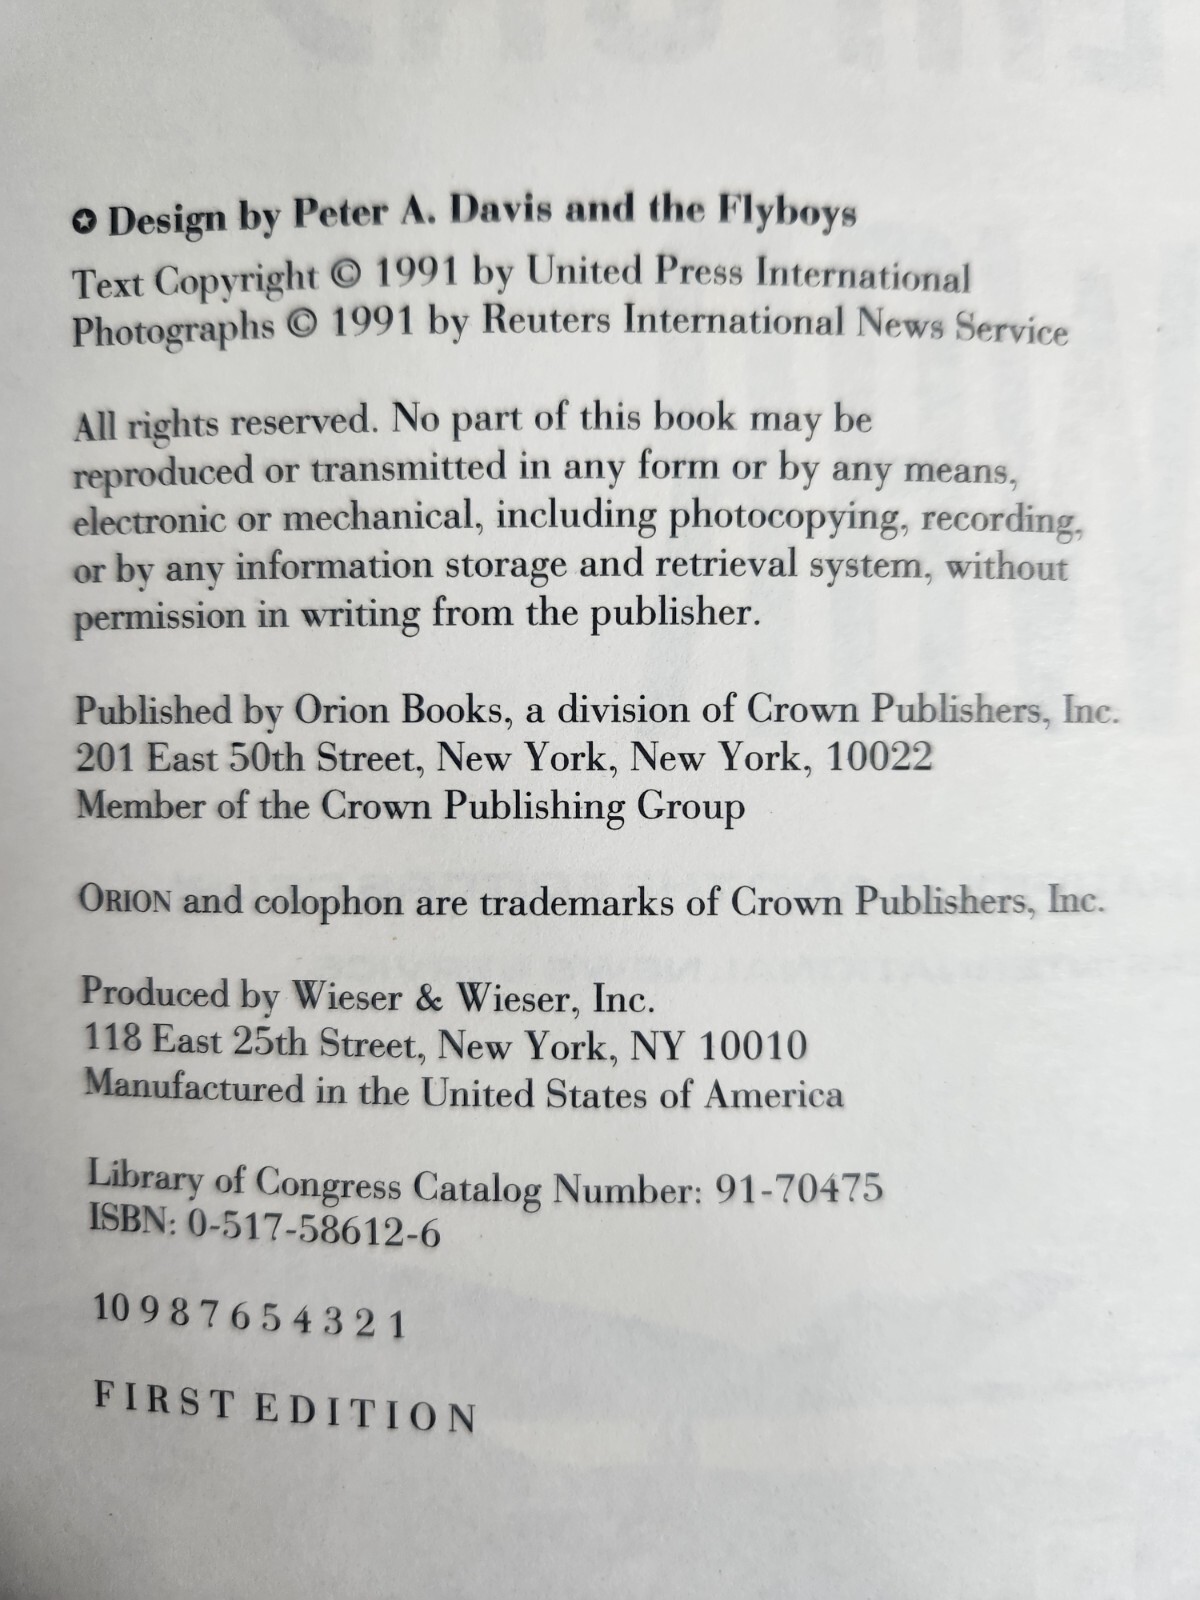 ✪ Design by Peter A. Davis and the Flyboys
Text Copyright © 1991 by United Press International
Photographs © 1991 by Reuters International News Service
All rights reserved. No part of this book may be
reproduced or transmitted in any form or by any means,
electronic or mechanical, including photocopying, recording,
or by any information storage and retrieval system, without
permission in writing from the publisher.
Published by Orion Books, a division of Crown Publishers, Inc.
201 East 50th Street, New York, New York, 10022
Member of the Crown Publishing Group
ORION and colophon are trademarks of Crown Publishers, Inc.
Produced by Wieser & Wieser, Inc.
118 East 25th Street, New York, NY 10010
Manufactured in the United States of America
Library of Congress Catalog Number: 91-70475
ISBN: 0-517-58612-6
10 9 8 7 6 5 4 3 2 1
FIRST EDITION